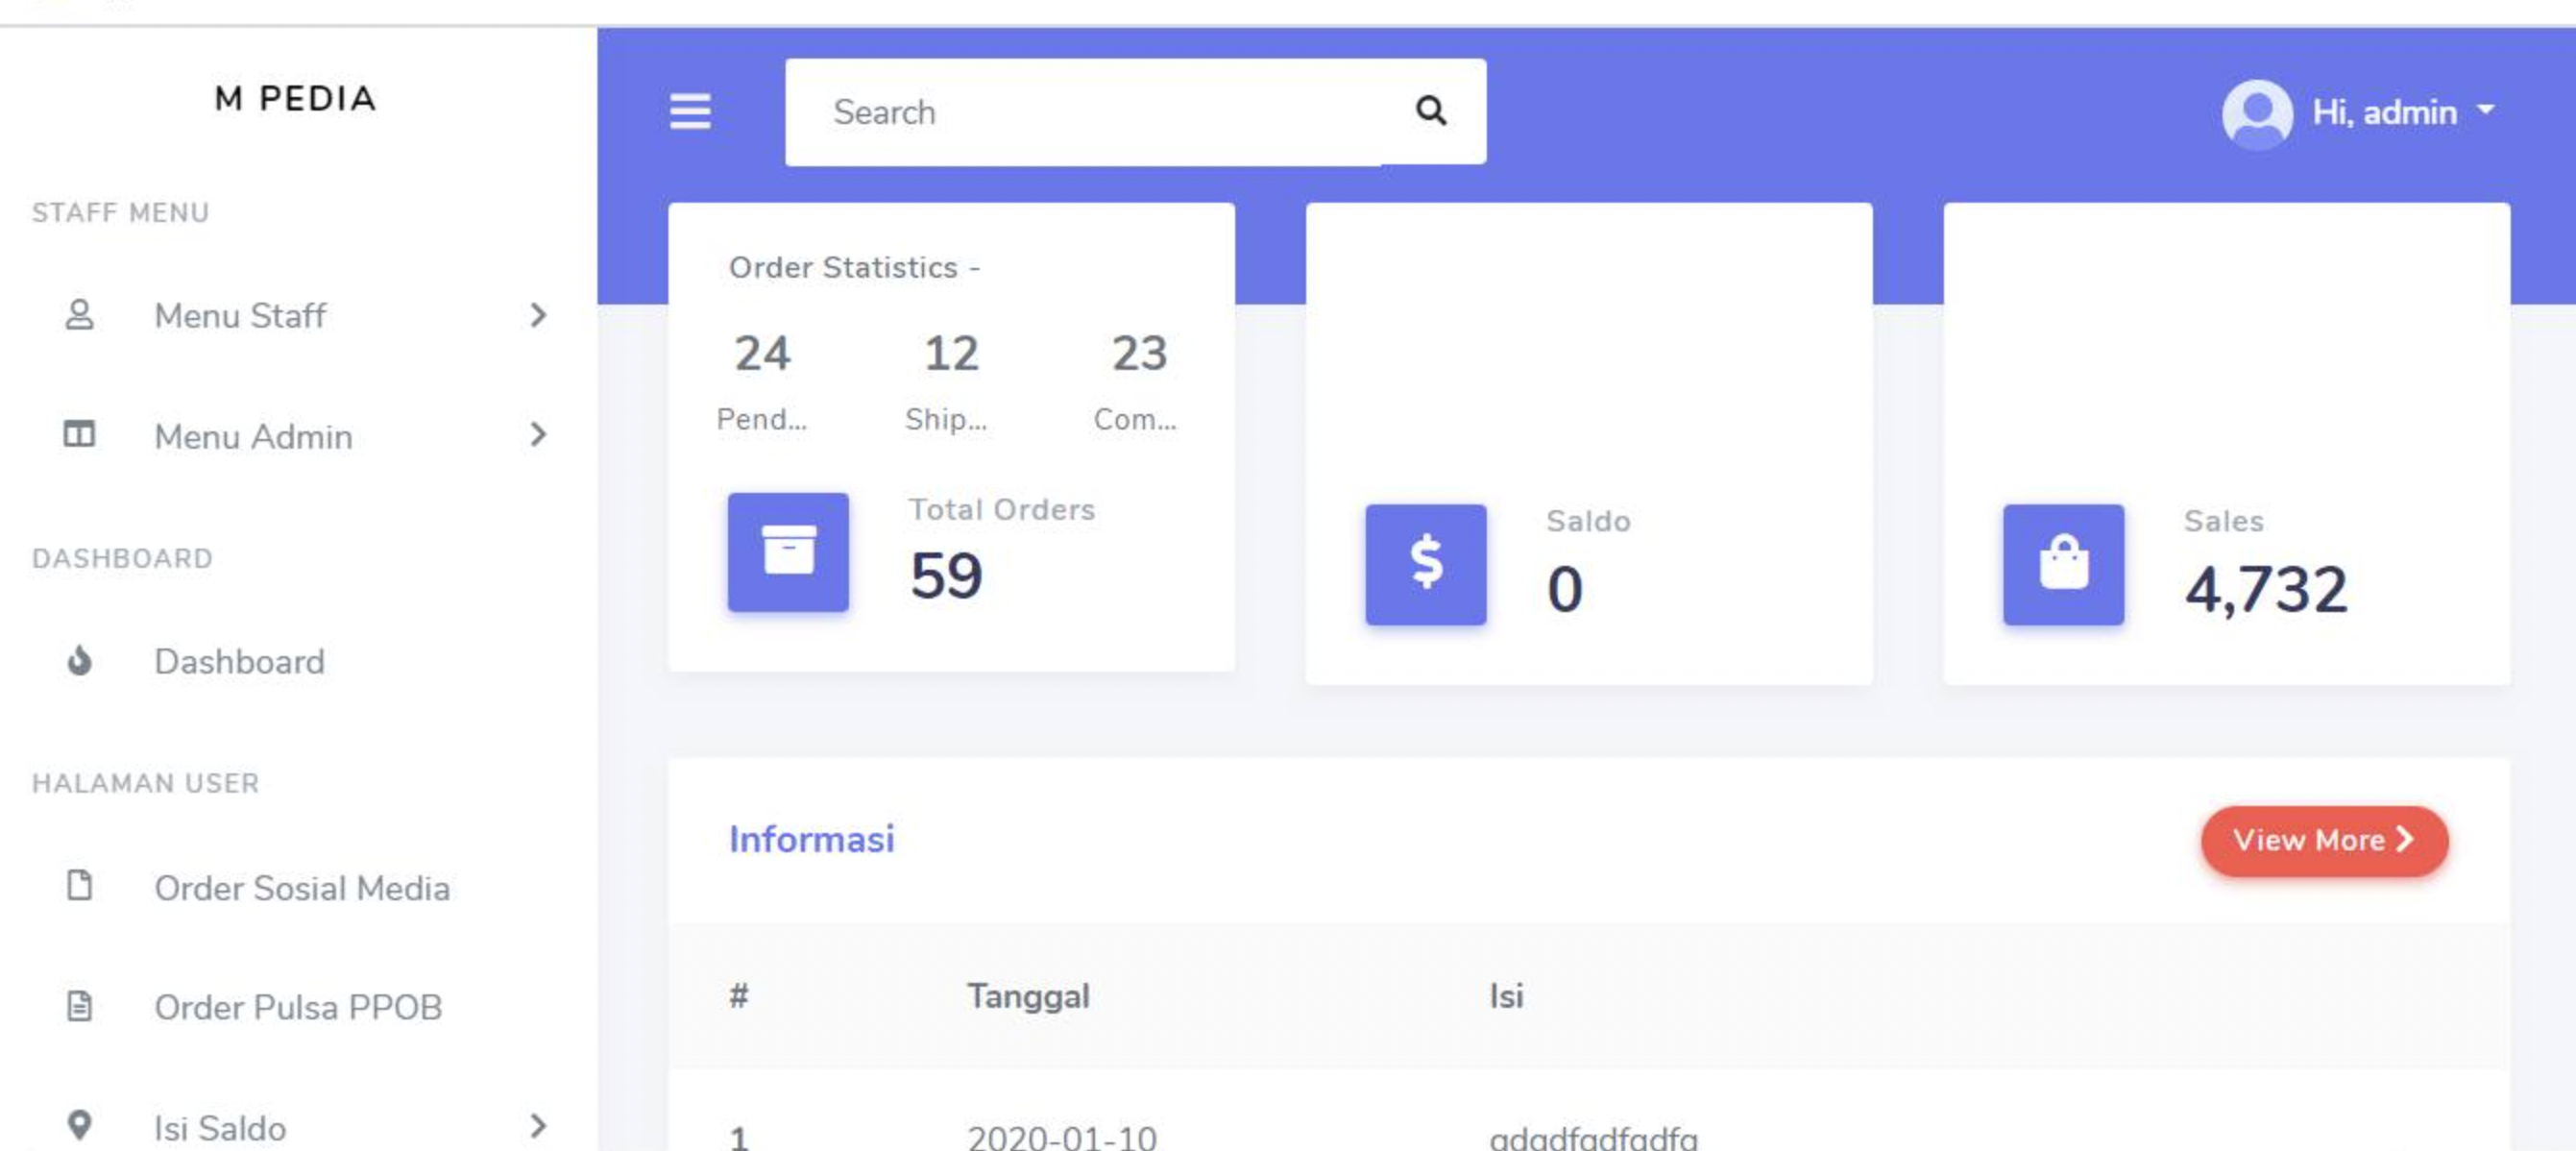 M PEDIA
STAFF MENU
Menu Staff
Menu Admin
DASHBOARD
Dashboard
HALAMAN USER
Order Sosial Media
Order Pulsa PPOB
Isi Saldo
Search
Hi, admin
Order Statistics -
24 12 23
Pend... Ship... Com...
Total Orders
59
Saldo
0
Sales
4,732
Informasi
View More
# Tanggal Isi
1 2020-01-10 adadfadfadfa